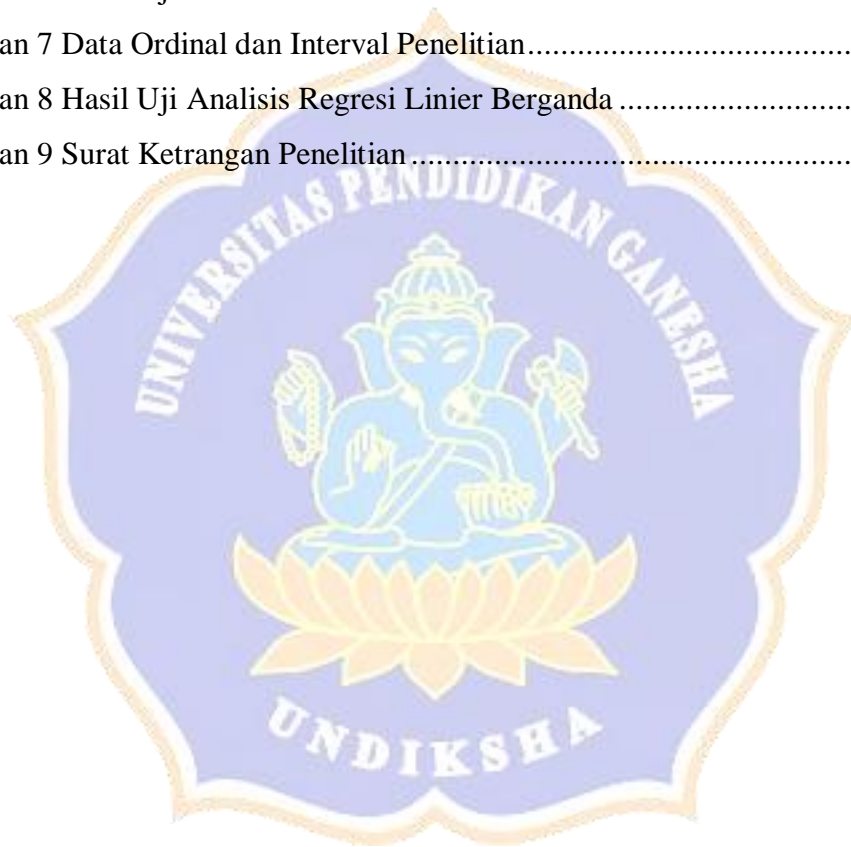 an 7 Data Ordinal dan Interval Penelitian........................................
an 8 Hasil Uji Analisis Regresi Linier Berganda ............................
an 9 Surat Ketrangan Penelitian.......................................................
UNIVERSITAS PENDIDIKAN GANESHA
UNDIKSHA